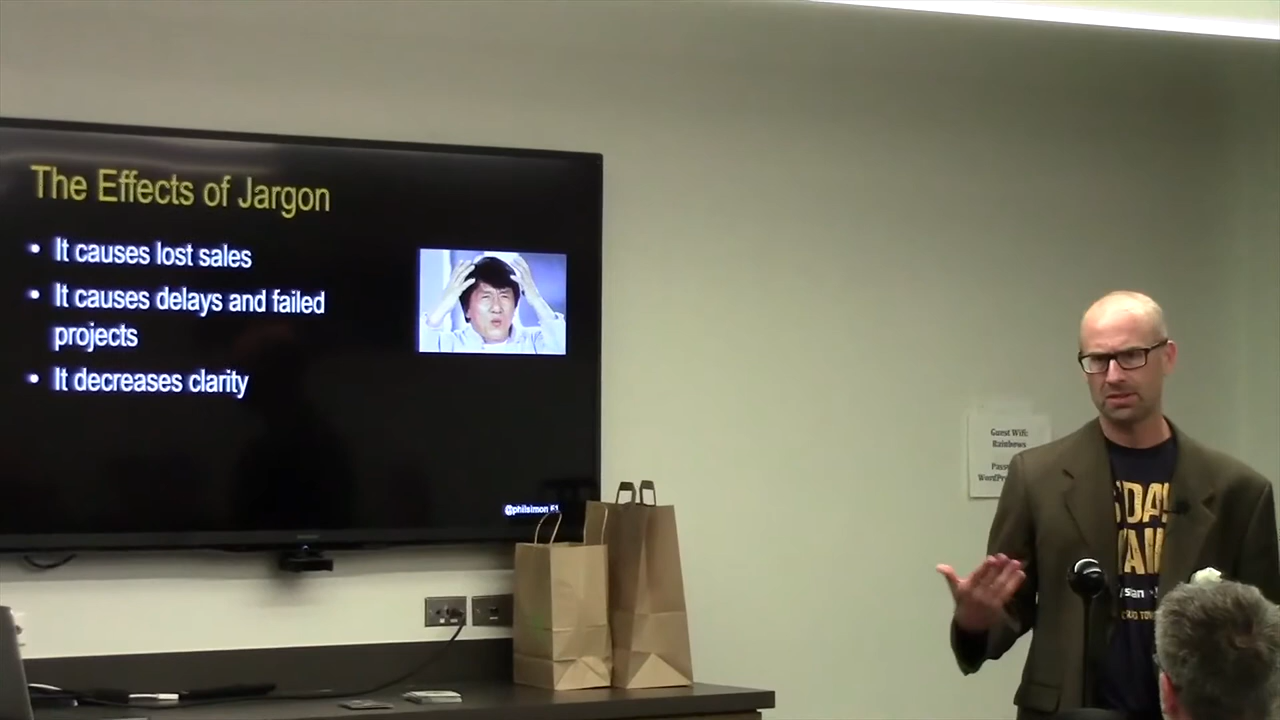 The Effects of Jargon
• It causes lost sales
• It causes delays and failed
projects
• It decreases clarity
@philsimon 51
Guest Wifi:
Rainbows